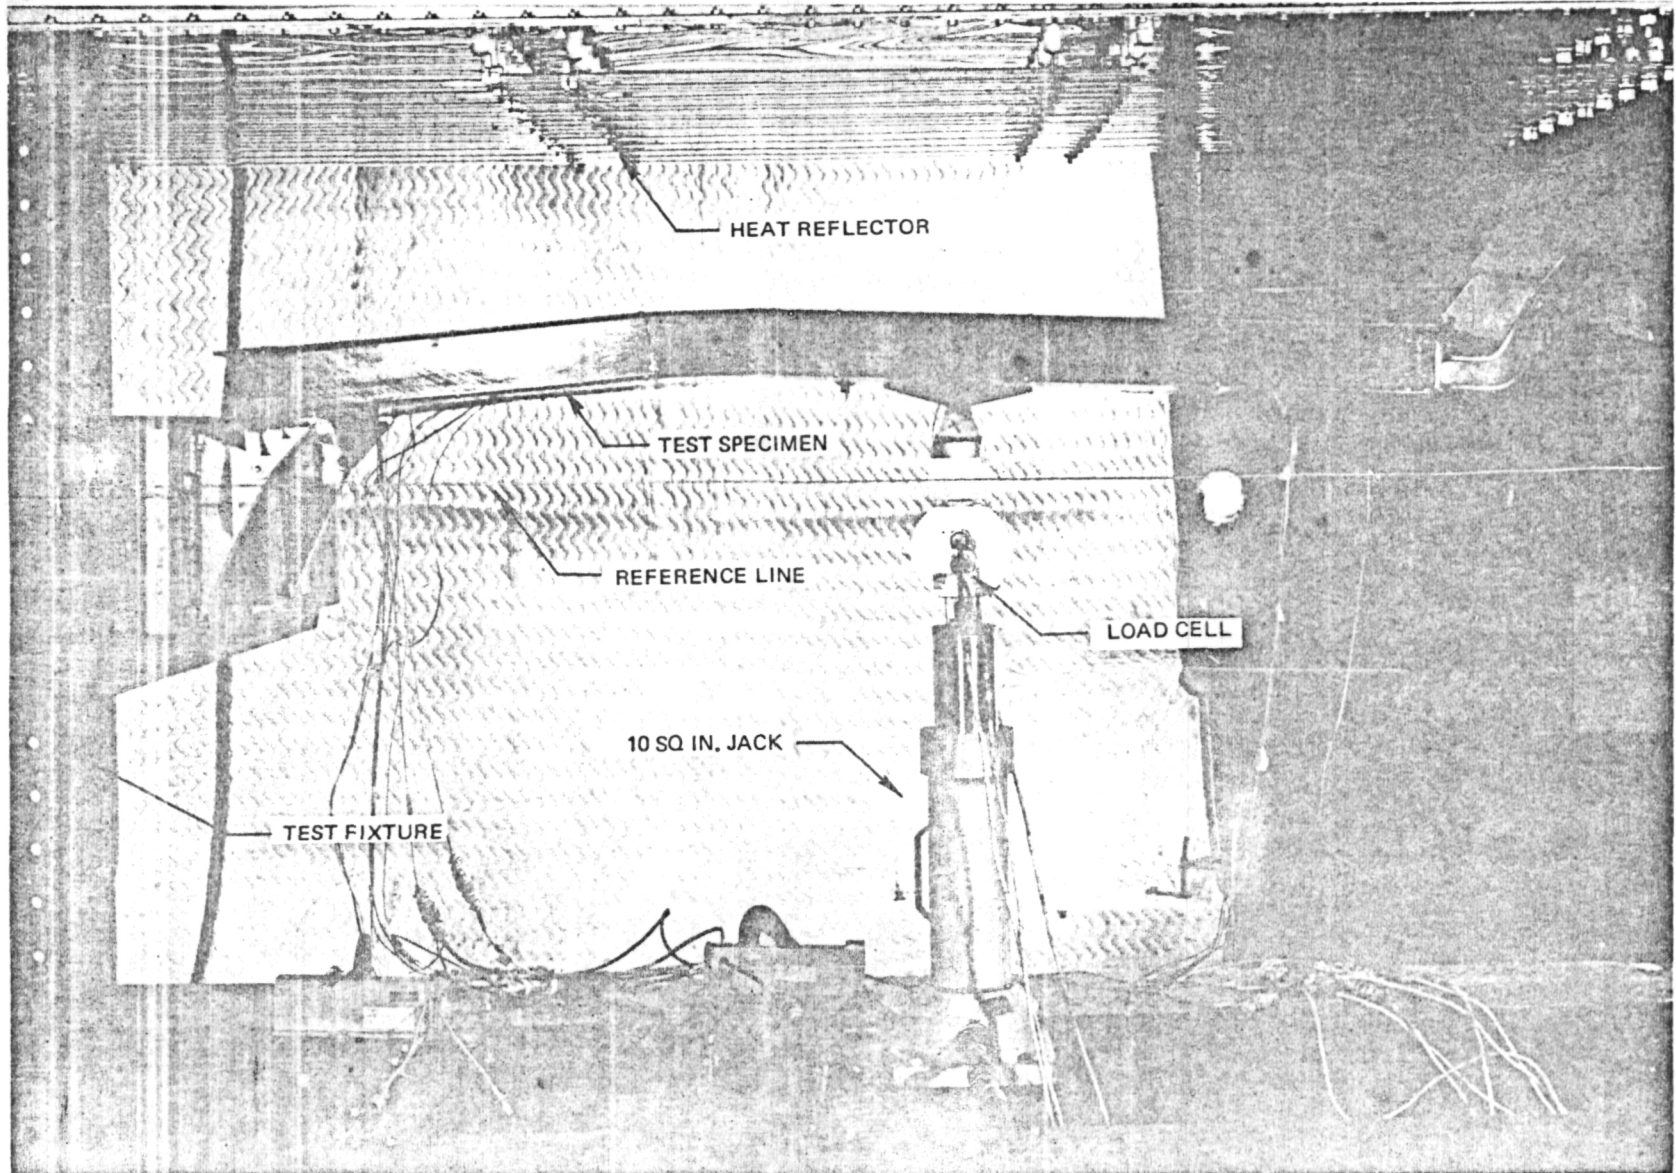 HEAT REFLECTOR
TEST SPECIMEN
REFERENCE LINE
LOAD CELL
10 SQ IN. JACK
TEST FIXTURE